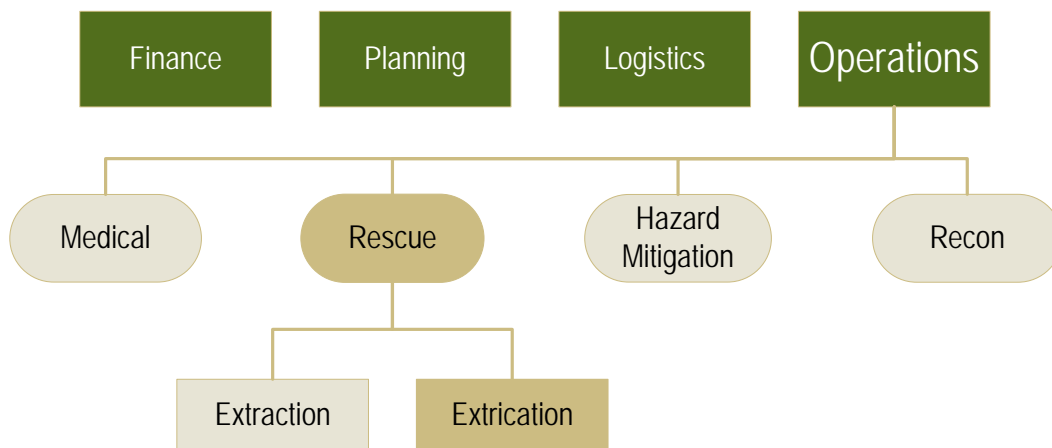 Finance
Planning
Logistics
Operations
Medical
Rescue
Hazard
Mitigation
Recon
Extraction
Extrication